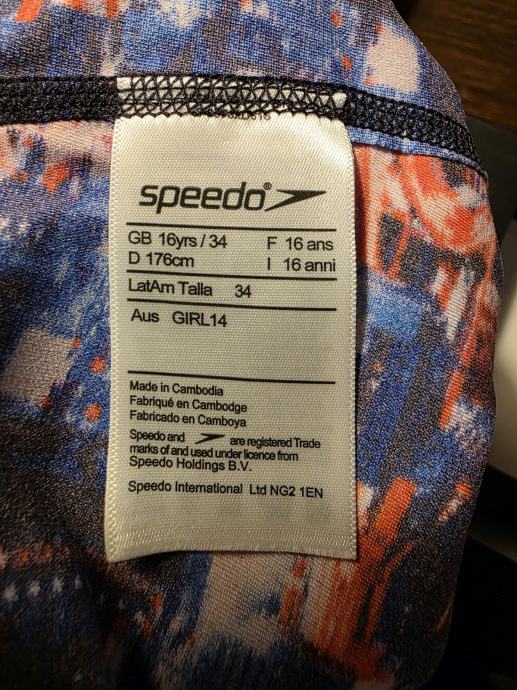 speedo®
GB 16yrs / 34 F 16 ans
D 176cm I 16 anni
LatAm Talla 34
Aus GIRL14
Made in Cambodia
Fabriqué en Cambodge
Fabricado en Camboya
Speedo and are registered Trade
marks of and used under licence from
Speedo Holdings B.V.
Speedo International Ltd NG2 1EN